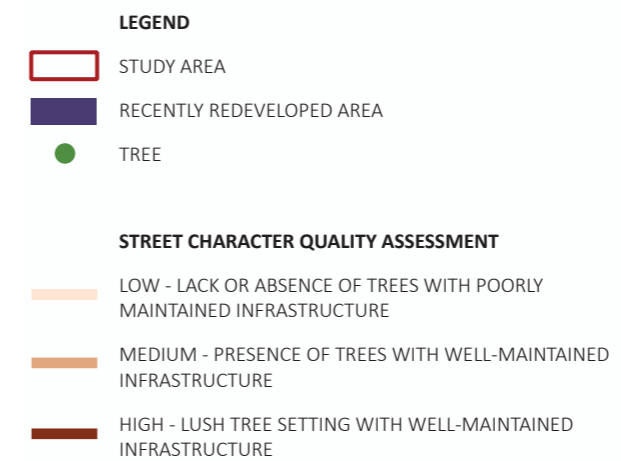 LEGEND
STUDY AREA
RECENTLY REDEVELOPED AREA
TREE
STREET CHARACTER QUALITY ASSESSMENT
LOW - LACK OR ABSENCE OF TREES WITH POORLY
MAINTAINED INFRASTRUCTURE
MEDIUM - PRESENCE OF TREES WITH WELL-MAINTAINED
INFRASTRUCTURE
HIGH - LUSH TREE SETTING WITH WELL-MAINTAINED
INFRASTRUCTURE